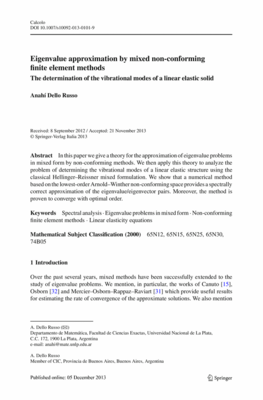 Calcolo
DOI 10.1007/s10092-013-0101-9
Eigenvalue approximation by mixed non-conforming
finite element methods
The determination of the vibrational modes of a linear elastic solid
Anahí Dello Russo
Received: 8 September 2012 / Accepted: 21 November 2013
© Springer-Verlag Italia 2013
Abstract In this paper we give a theory for the approximation of eigenvalue problems
in mixed form by non-conforming methods. We then apply this theory to analyze the
problem of determining the vibrational modes of a linear elastic structure using the
classical Hellinger–Reissner mixed formulation. We show that a numerical method
based on the lowest-order Arnold–Winther non-conforming space provides a spectrally
correct approximation of the eigenvalue/eigenvector pairs. Moreover, the method is
proven to converge with optimal order.
Keywords Spectral analysis · Eigenvalue problems in mixed form · Non-conforming
finite element methods · Linear elasticity equations
Mathematical Subject Classification (2000) 65N12, 65N15, 65N25, 65N30,
74B05
1 Introduction
Over the past several years, mixed methods have been successfully extended to the
study of eigenvalue problems. We mention, in particular, the works of Canuto [15],
Osborn [32] and Mercier–Osborn–Rappaz–Raviart [31] which provide useful results
for estimating the rate of convergence of the approximate solutions. We also mention
A. Dello Russo (✉)
Departamento de Matemática, Facultad de Ciencias Exactas, Universidad Nacional de La Plata,
C.C. 172, 1900 La Plata, Argentina
e-mail: anahi@mate.unlp.edu.ar
A. Dello Russo
Member of CIC, Provincia de Buenos Aires, Buenos Aires, Argentina
Published online: 05 December 2013